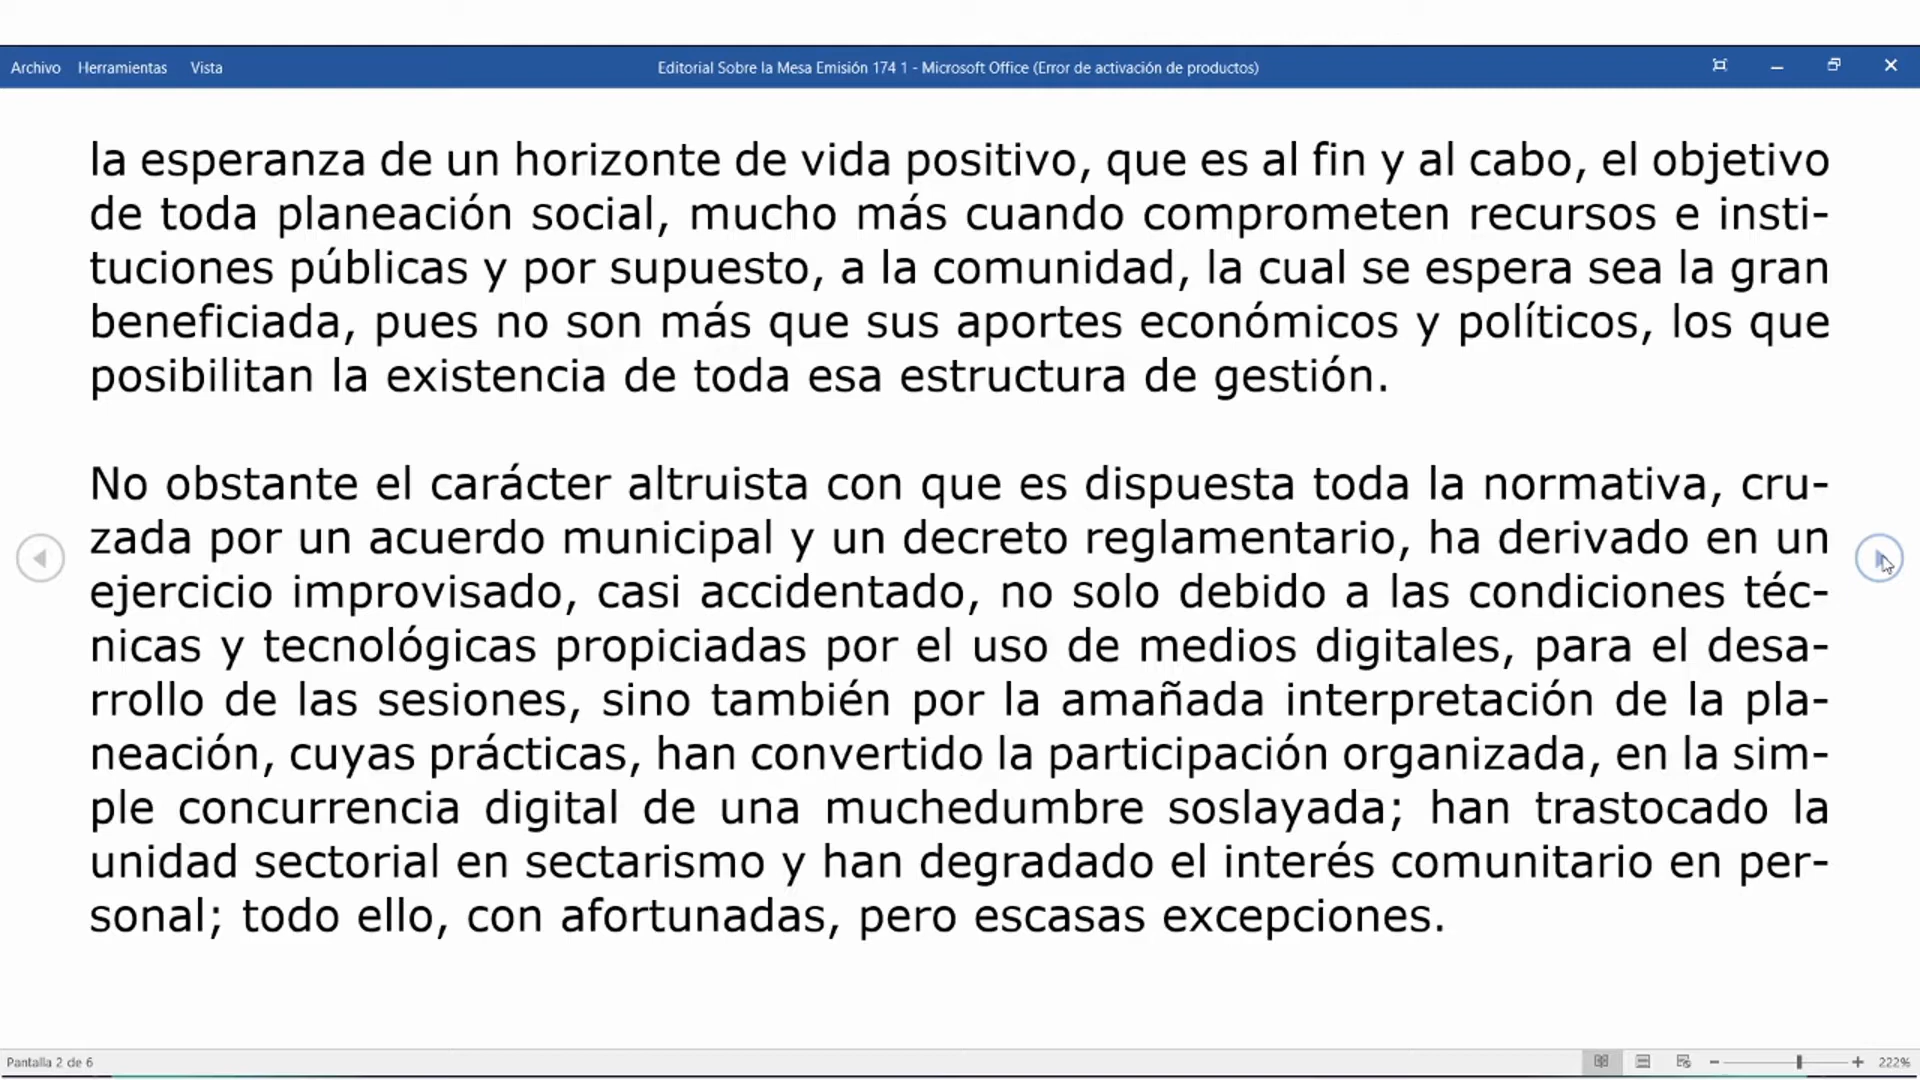 Archivo Herramientas Vista Editorial Sobre la Mesa Emisión 174 1 - Microsoft Office (Error de activación de productos)
la esperanza de un horizonte de vida positivo, que es al fin y al cabo, el objetivo
de toda planeación social, mucho más cuando comprometen recursos e insti-
tuciones públicas y por supuesto, a la comunidad, la cual se espera sea la gran
beneficiada, pues no son más que sus aportes económicos y políticos, los que
posibilitan la existencia de toda esa estructura de gestión.
No obstante el carácter altruista con que es dispuesta toda la normativa, cru-
zada por un acuerdo municipal y un decreto reglamentario, ha derivado en un
ejercicio improvisado, casi accidentado, no solo debido a las condiciones téc-
nicas y tecnológicas propiciadas por el uso de medios digitales, para el desa-
rrollo de las sesiones, sino también por la amañada interpretación de la pla-
neación, cuyas prácticas, han convertido la participación organizada, en la sim-
ple concurrencia digital de una muchedumbre soslayada; han trastocado la
unidad sectorial en sectarismo y han degradado el interés comunitario en per-
sonal; todo ello, con afortunadas, pero escasas excepciones.
Pantalla 2 de 6 222%